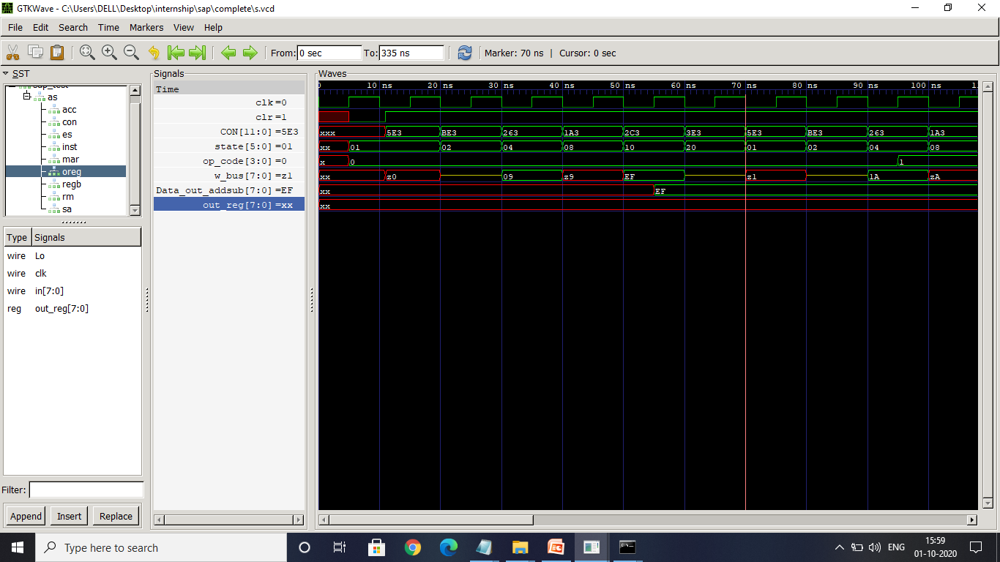 GTKWave - C:\Users\DELL\Desktop\internship\sap\complete\s.vcd
File Edit Search Time Markers View Help
From: 0 sec To: 335 ns Marker: 70 ns | Cursor: 0 sec
SST
sap_test
as
acc
con
es
inst
mar
oreg
regb
rm
sa
Type Signals
wire Lo
wire clk
wire in[7:0]
reg out_reg[7:0]
Filter:
Append Insert Replace
Signals
Time
clk =0
clr =1
CON[11:0] =5E3
state[5:0] =01
op_code[3:0] =0
w_bus[7:0] =z1
Data_out_addsub[7:0] =EF
out_reg[7:0] =xx
Waves
0 10 ns 20 ns 30 ns 40 ns 50 ns 60 ns 70 ns 80 ns 90 ns 100 ns
xxx 5E3 BE3 263 1A3 2C3 3E3 5E3 BE3 263 1A3
xx 01 02 04 08 10 20 01 02 04 08
x 0 1
xx z0 09 z9 EF z1 1A zA
xx EF
xx
Type here to search
ENG
15:59
01-10-2020